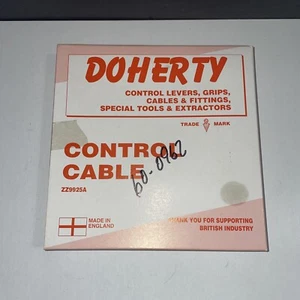 DOHERTY
CONTROL LEVERS, GRIPS,
CABLES & FITTINGS,
SPECIAL TOOLS & EXTRACTORS
TRADE MARK
CONTROL
CABLE
60-0962
ZZ9925A
MADE IN
ENGLAND
THANK YOU FOR SUPPORTING
BRITISH INDUSTRY